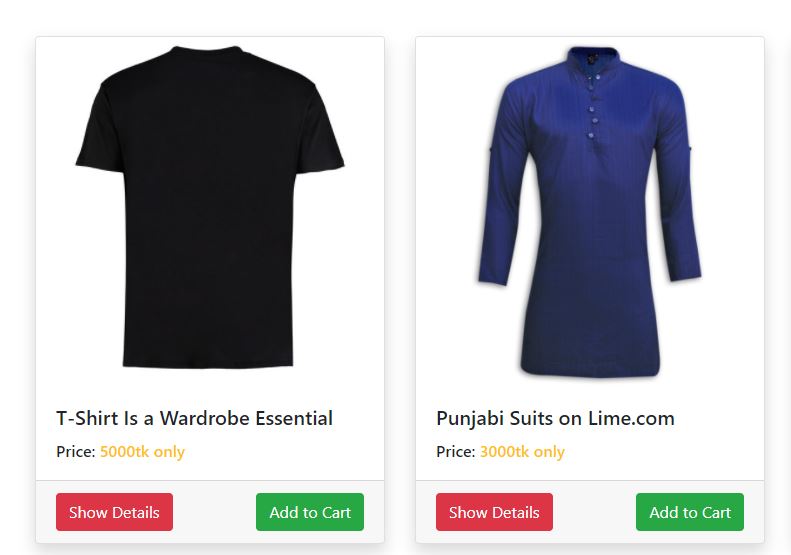 T-Shirt Is a Wardrobe Essential
Price: 5000tk only
Show Details
Add to Cart
Punjabi Suits on Lime.com
Price: 3000tk only
Show Details
Add to Cart